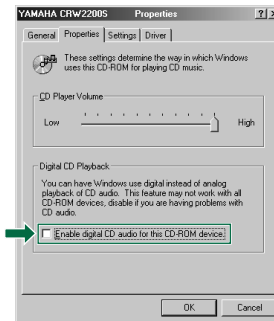 YAMAHA CRW2200S Properties
General Properties Settings Driver
These settings determine the way in which Windows
uses this CD-ROM for playing CD music.
CD Player Volume
Low High
Digital CD Playback
You can have Windows use digital instead of analog
playback of CD audio. This feature may not work with all
CD-ROM devices, disable if you are having problems with
CD audio.
Enable digital CD audio for this CD-ROM device.
OK Cancel